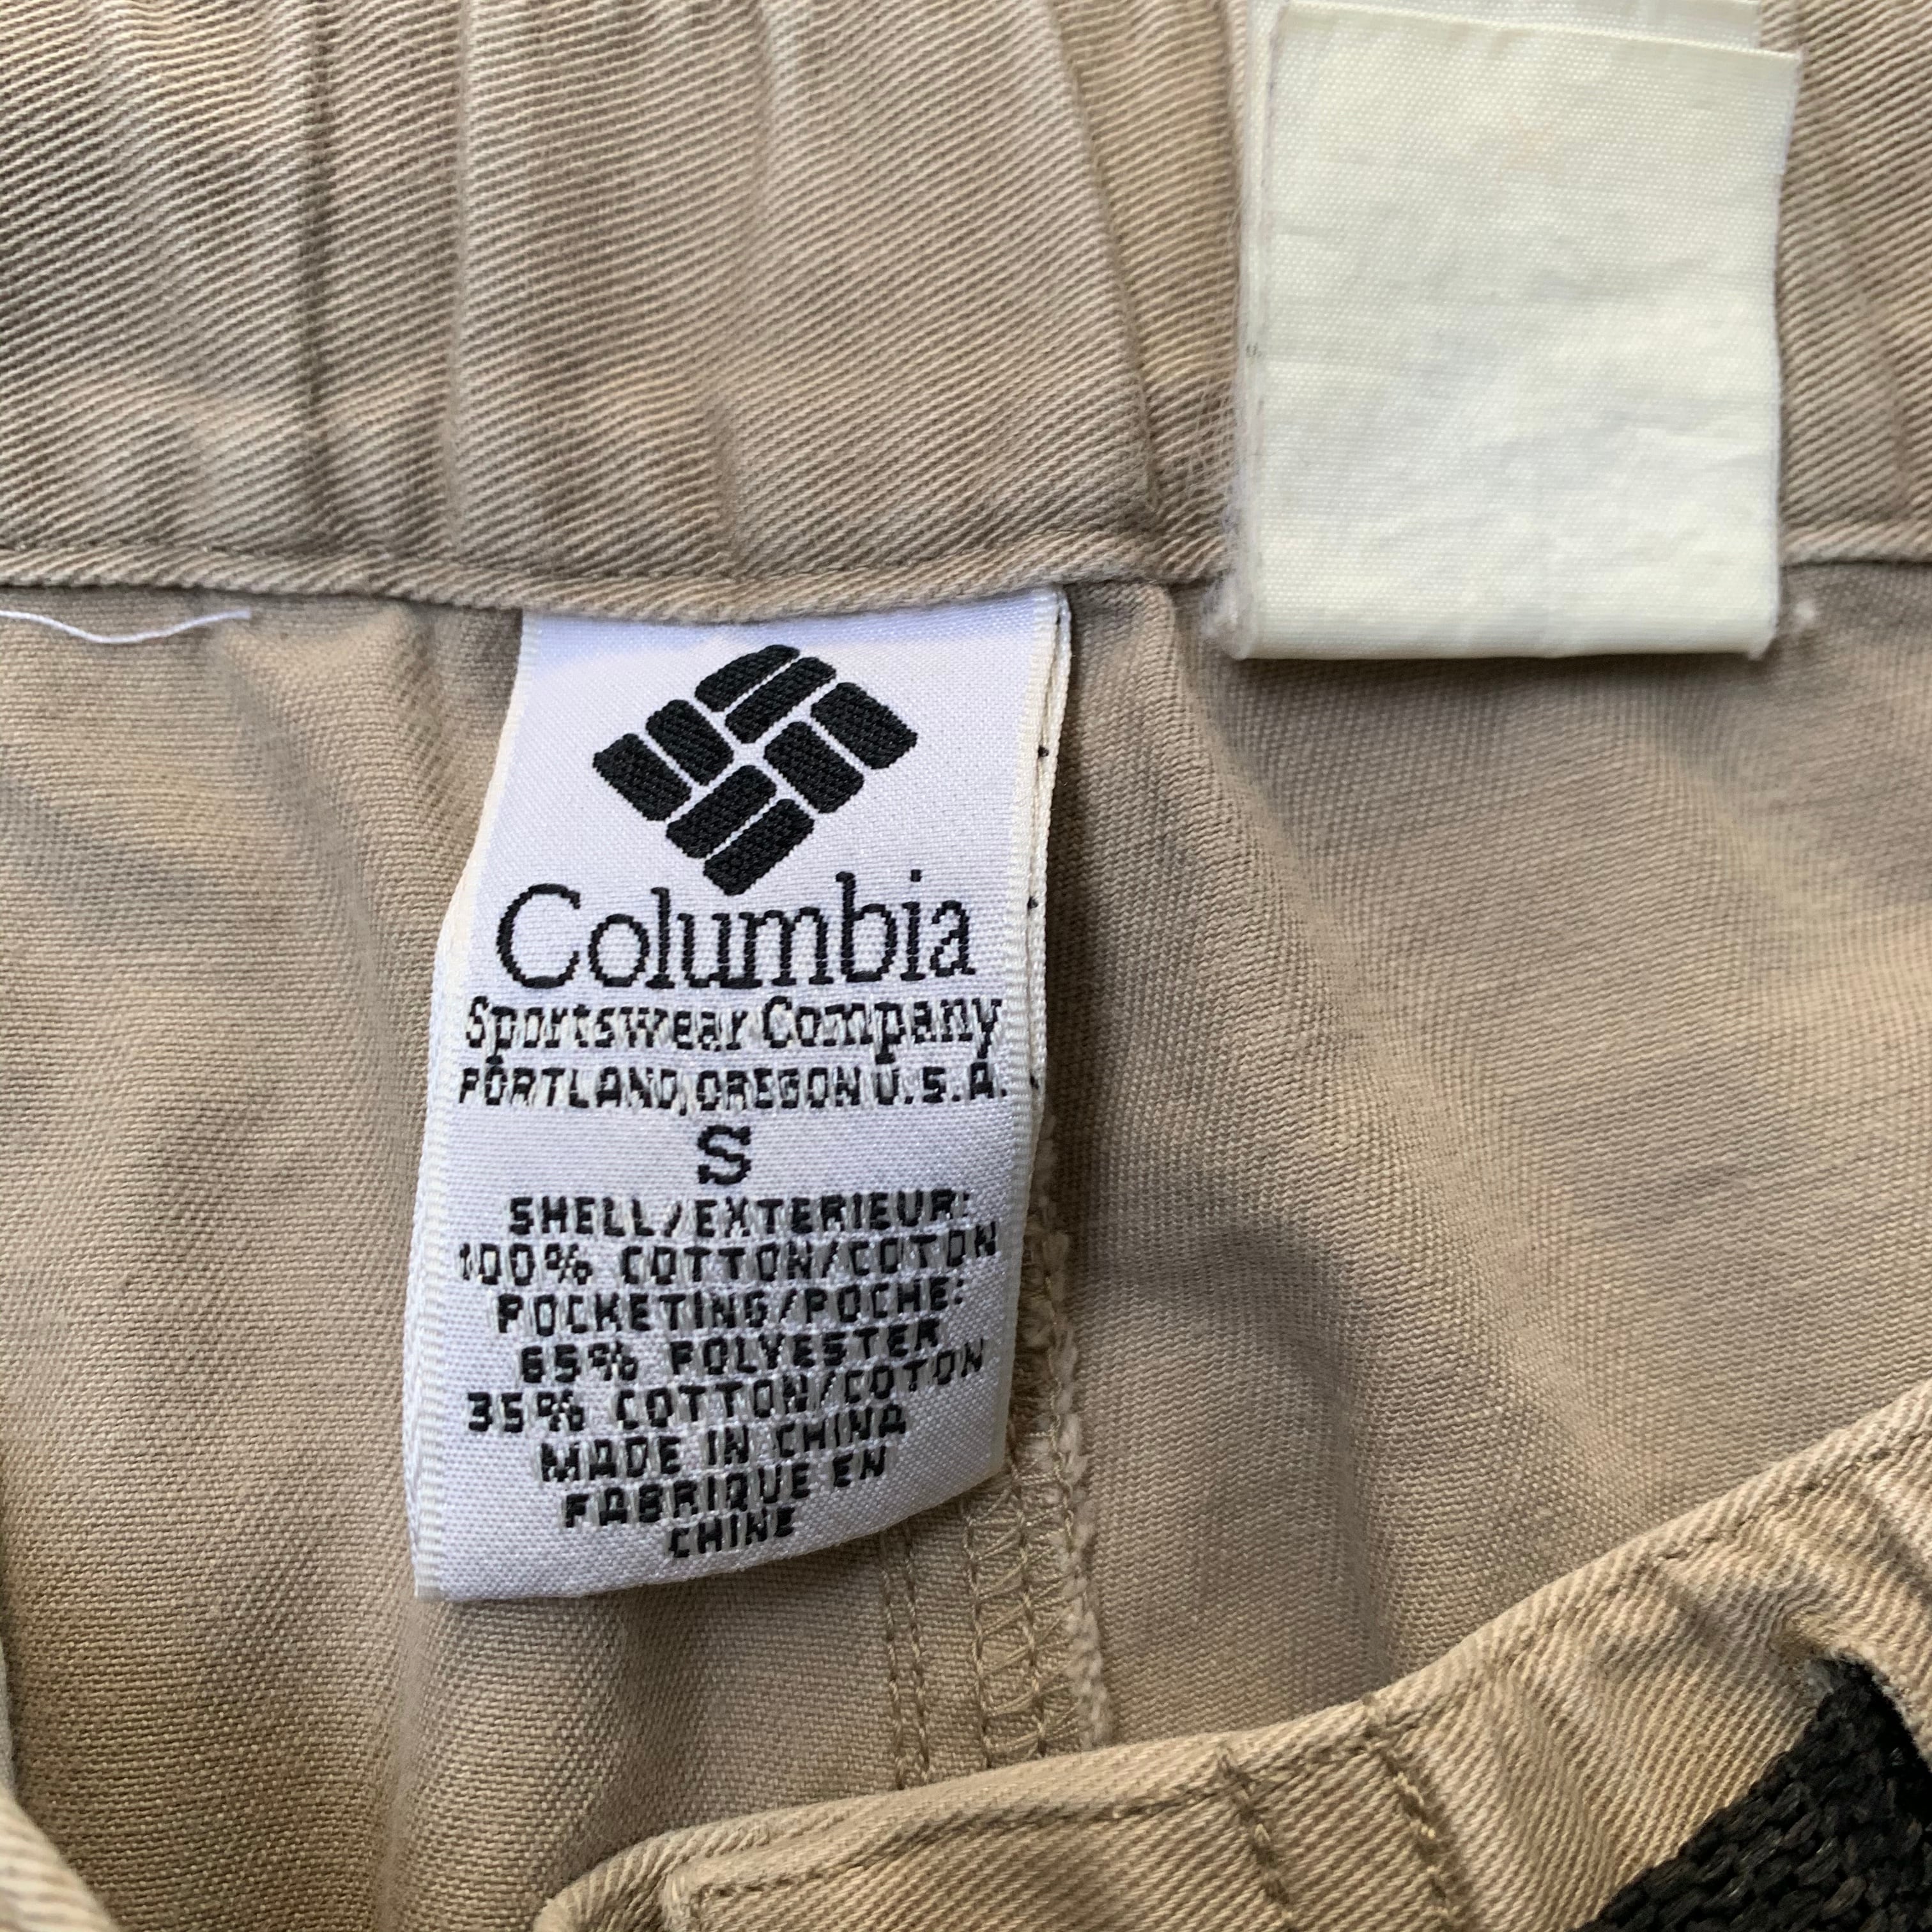 Columbia
Sportswear Company
PORTLAND, OREGON U.S.A.
S
SHELL/EXTERIEUR:
100% COTTON/COTON
POCKETING/POCHE:
65% POLYESTER
35% COTTON/COTON
MADE IN CHINA
FABRIQUE EN
CHINE